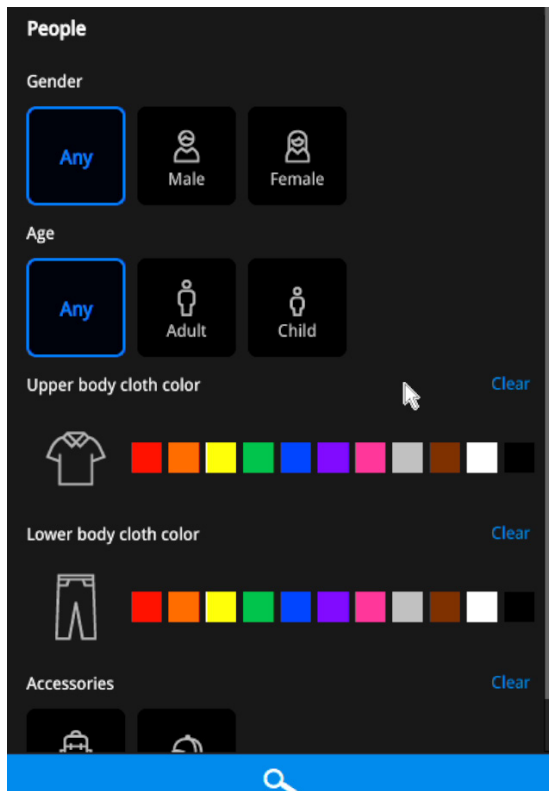 People
Gender
Any
Male
Female
Age
Any
Adult
Child
Upper body cloth color
Clear
Lower body cloth color
Clear
Accessories
Clear